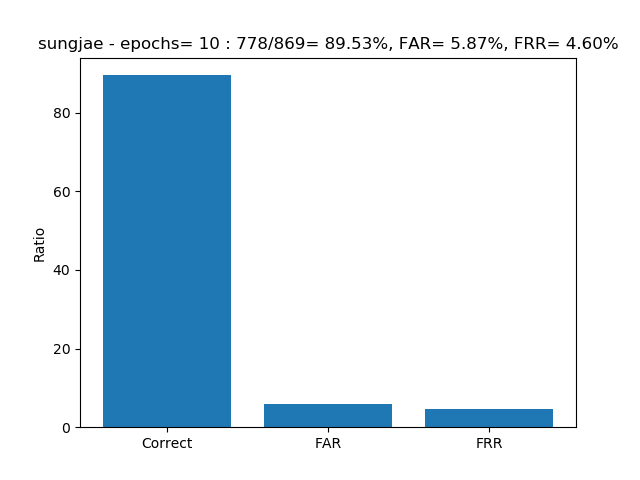 sungjae - epochs= 10 : 778/869= 89.53%, FAR= 5.87%, FRR= 4.60%
80
60
40
20
0
Ratio
Correct FAR FRR